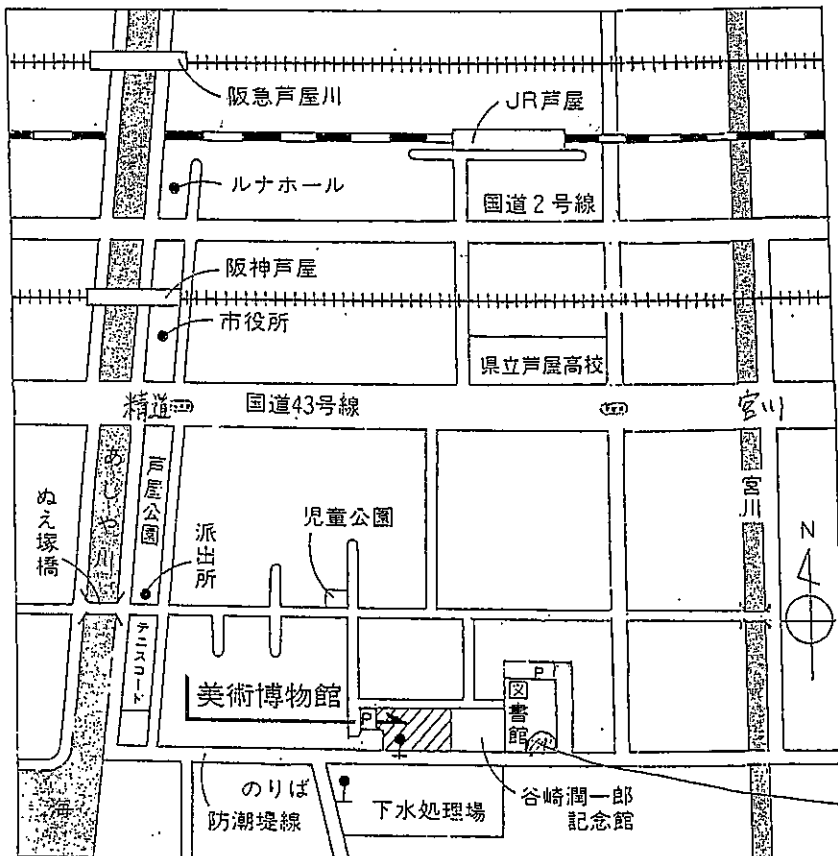 阪急芦屋川
JR芦屋
ルナホール
国道2号線
阪神芦屋
市役所
県立芦屋高校
精道
国道43号線
宮川
あしや川
芦屋公園
ぬえ塚橋
派出所
児童公園
宮川
N
テニスコード
美術博物館
P
P
図書館
のりば
防潮堤線
下水処理場
谷崎潤一郎
記念館
海